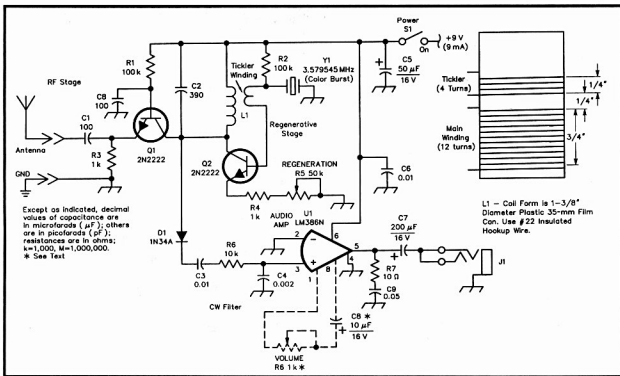 Power
S1
On
+9 V
(9 mA)
R1
100k
C8
100
RF Stage
C2
390
Tickler
Winding
R2
100k
Y1
3.579545 MHz
(Color Burst)
+
C5
50 µF
16 V
L1
Regenerative
Stage
C1
100
Antenna
Q1
2N2222
R3
1k
GND
Q2
2N2222
REGENERATION
R5 50k
R4
1k
C6
0.01
Tickler
(4 Turns)
Main
Winding
(12 turns)
1/4"
1/4"
3/4"
L1 - Coil Form is 1-3/8"
Diameter Plastic 35-mm Film
Can. Use #22 Insulated
Hookup Wire.
Except as indicated, decimal
values of capacitance are
in microfarads (µF); others
are in picofarads (pF);
resistances are in ohms;
k=1,000, M=1,000,000.
* See Text
D1
1N34A
AUDIO
AMP
U1
LM386N
2
-
6
5
4
+
3
1
8
C7
200 µF
+
16 V
R7
10 Ω
C9
0.05
J1
C3
0.01
R6
10k
C4
0.002
CW Filter
C8 *
10 µF
+
16 V
VOLUME
R6 1k*